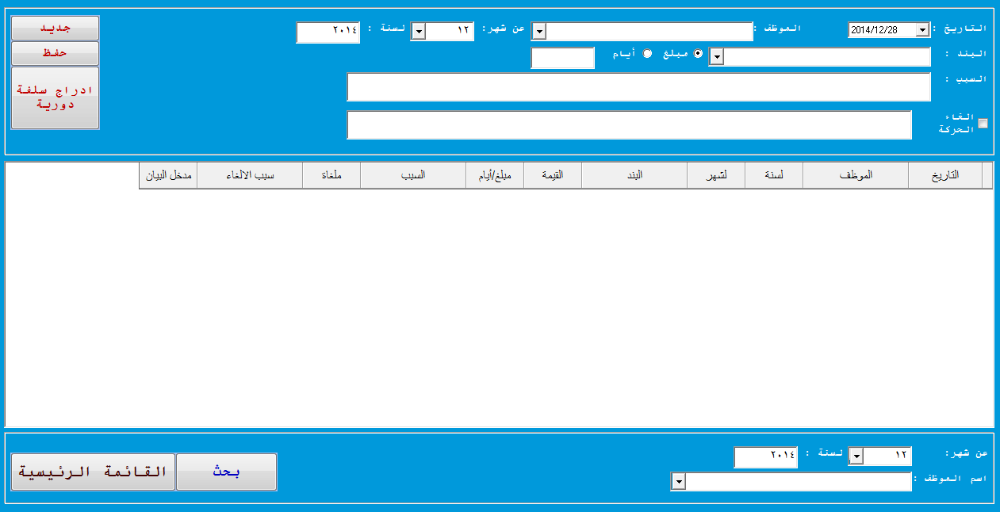 التاريخ : 2014/12/28 الموظف : عن شهر: ١٢ لسنة : ٢٠١٤ جديد
البند : مبلغ أيام حفظ
السبب : ادراج سلفة
دورية
الغاء
الحركة
التاريخ الموظف لسنة لشهر البند القيمة مبلغ/أيام السبب ملغاة سبب الالغاء مدخل البيان
عن شهر: ١٢ لسنة : ٢٠١٤
اسم الموظف : بحث القائمة الرئيسية